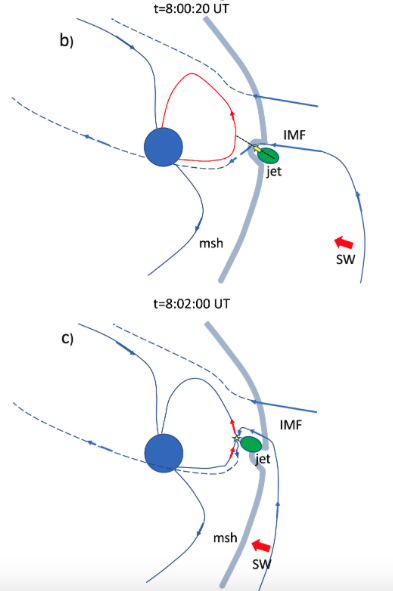 t=8:00:20 UT
b)
IMF
jet
msh
SW
t=8:02:00 UT
c)
IMF
jet
msh
SW